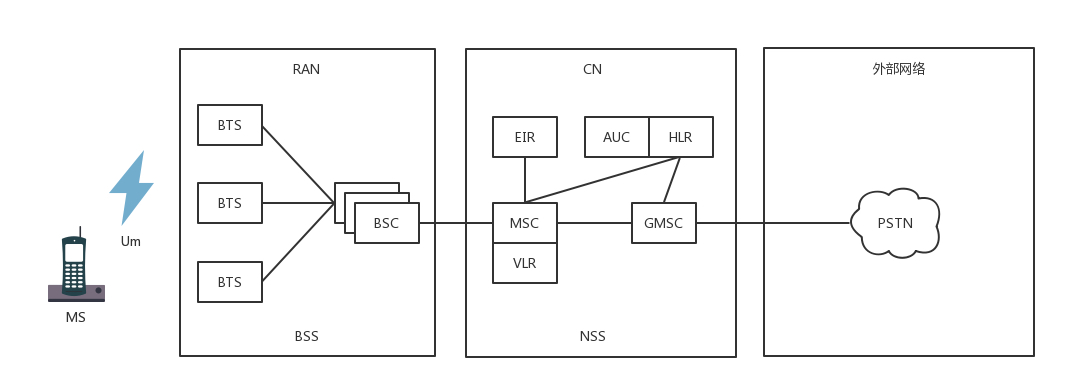 RAN
CN
外部网络
BTS
EIR
AUC
HLR
BTS
BSC
MSC
GMSC
PSTN
Um
VLR
BTS
MS
BSS
NSS